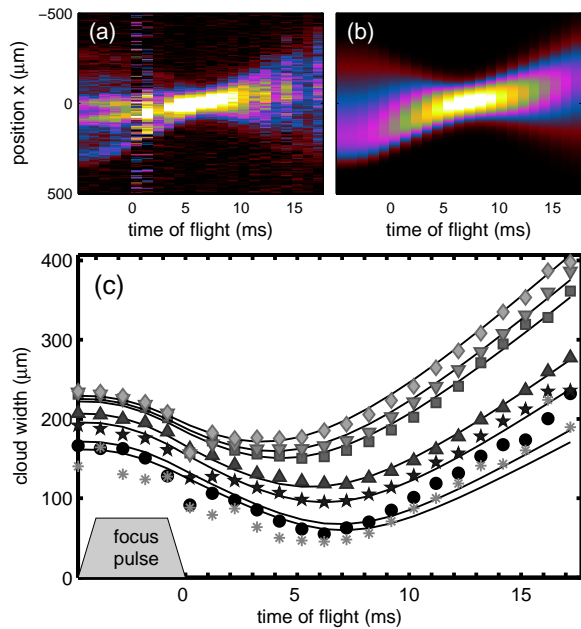 −500
0
500
position x (μm)
(a)
(b)
0 5 10 15
0 5 10 15
time of flight (ms)
time of flight (ms)
(c)
400
300
200
100
0
cloud width (μm)
focus
pulse
0 5 10 15
time of flight (ms)